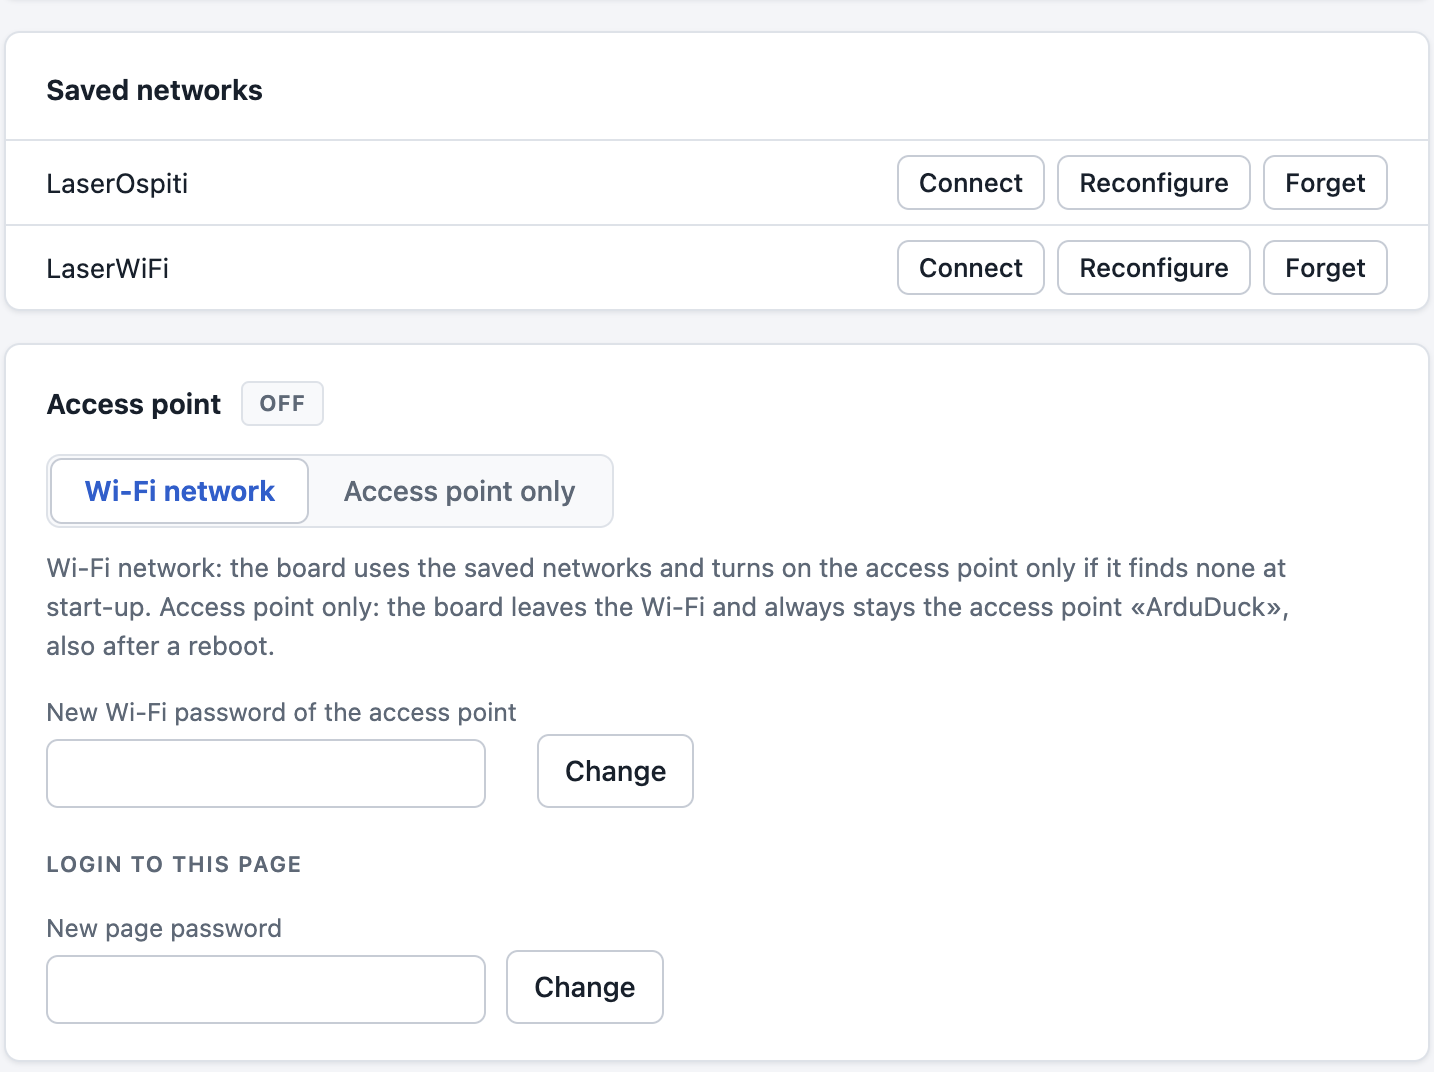 Saved networks
LaserOspiti Connect Reconfigure Forget
LaserWiFi Connect Reconfigure Forget
Access point OFF
Wi-Fi network Access point only
Wi-Fi network: the board uses the saved networks and turns on the access point only if it finds none at
start-up. Access point only: the board leaves the Wi-Fi and always stays the access point «ArduDuck»,
also after a reboot.
New Wi-Fi password of the access point
Change
LOGIN TO THIS PAGE
New page password
Change